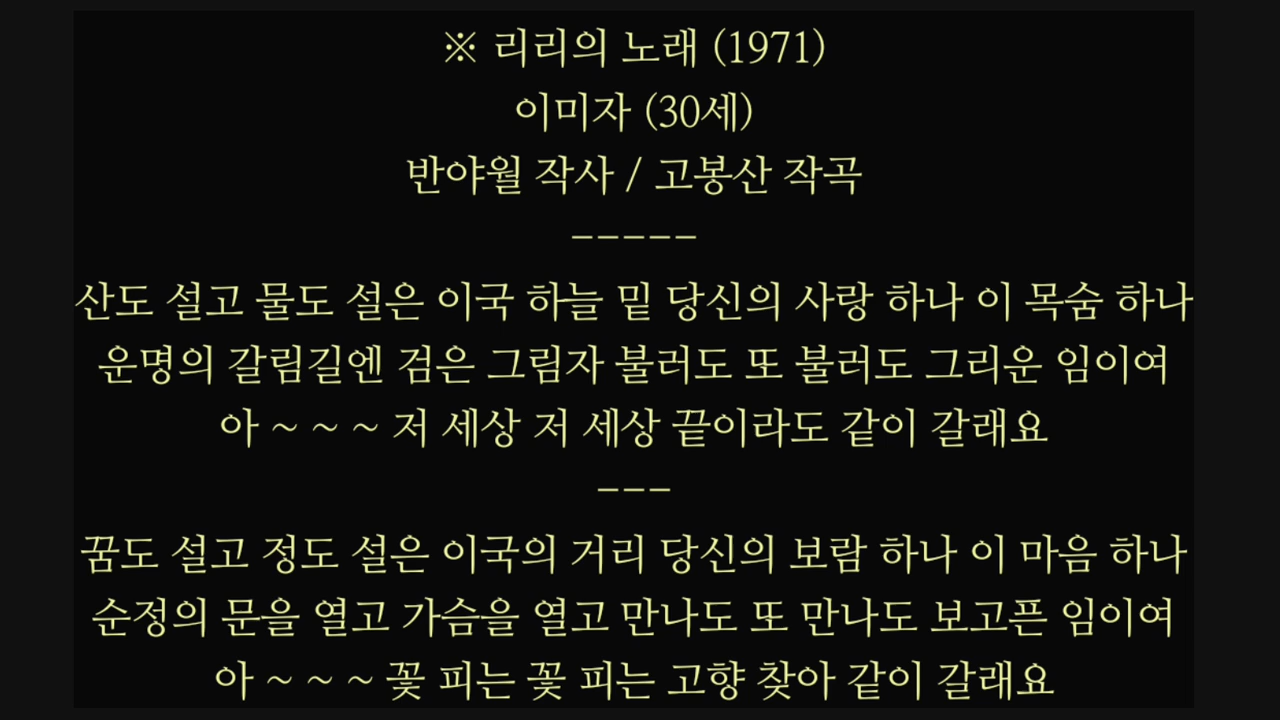 ※ 리리의 노래 (1971)
이미자 (30세)
반야월 작사 / 고봉산 작곡
-----
산도 설고 물도 설은 이국 하늘 밑 당신의 사랑 하나 이 목숨 하나
운명의 갈림길엔 검은 그림자 불러도 또 불러도 그리운 임이여
아 ~ ~ ~ 저 세상 저 세상 끝이라도 같이 갈래요
---
꿈도 설고 정도 설은 이국의 거리 당신의 보람 하나 이 마음 하나
순정의 문을 열고 가슴을 열고 만나도 또 만나도 보고픈 임이여
아 ~ ~ ~ 꽃 피는 꽃 피는 고향 찾아 같이 갈래요